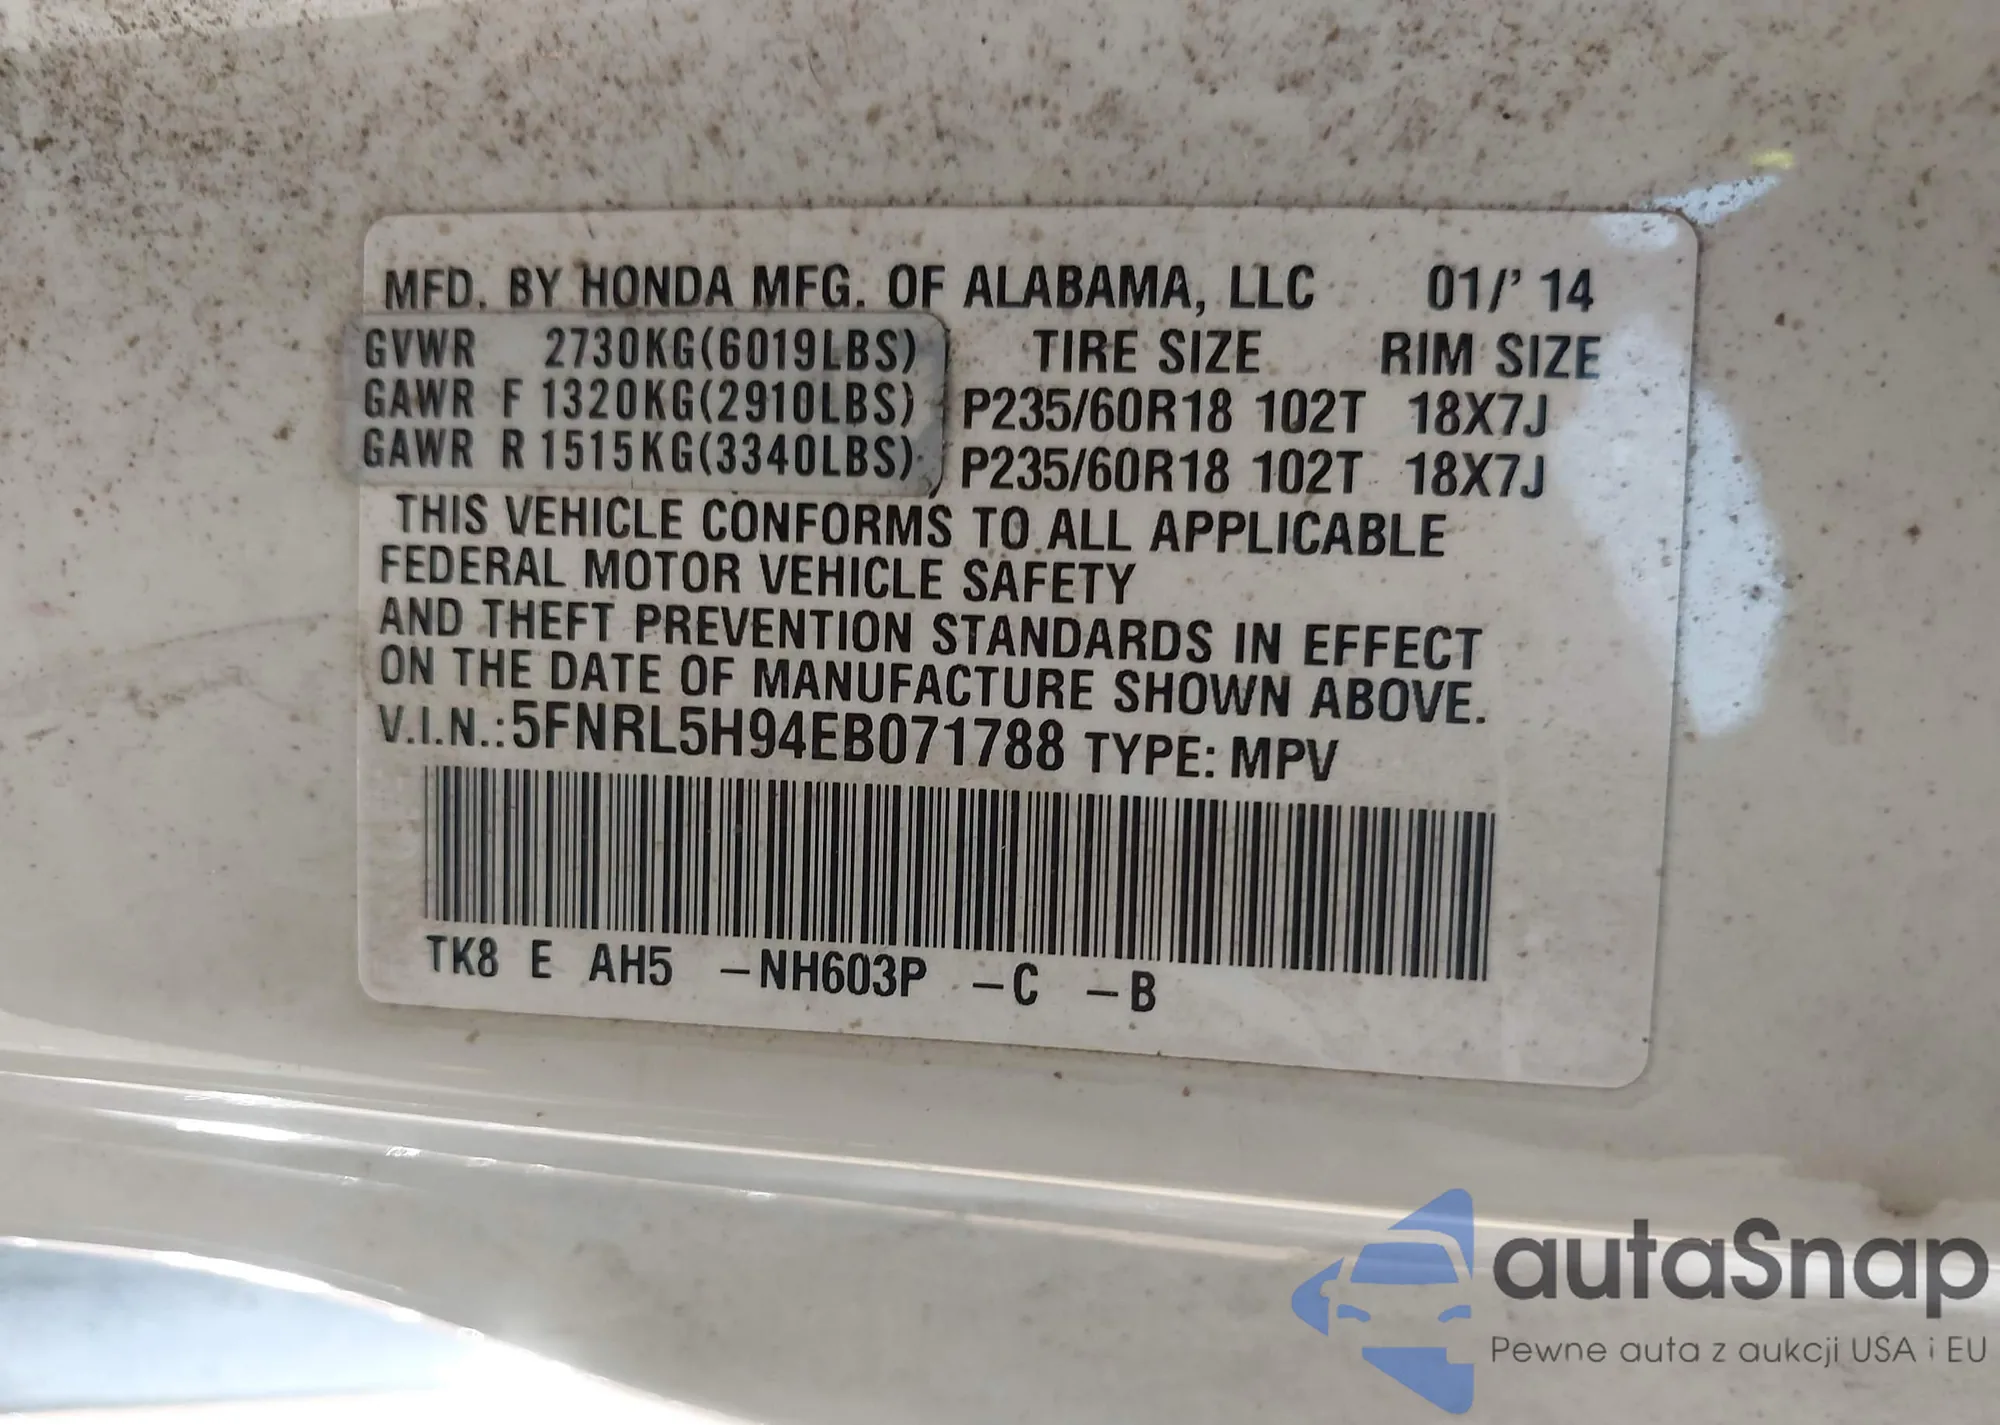 MFD. BY HONDA MFG. OF ALABAMA, LLC 01/' 14
GVWR 2730KG(6019LBS) TIRE SIZE RIM SIZE
GAWR F 1320KG(2910LBS) P235/60R18 102T 18X7J
GAWR R 1515KG(3340LBS) P235/60R18 102T 18X7J
THIS VEHICLE CONFORMS TO ALL APPLICABLE
FEDERAL MOTOR VEHICLE SAFETY
AND THEFT PREVENTION STANDARDS IN EFFECT
ON THE DATE OF MANUFACTURE SHOWN ABOVE.
V.I.N.:5FNRL5H94EB071788 TYPE: MPV
TK8 E AH5 -NH603P -C -B
autaSnap
Pewne auta z aukcji USA i EU